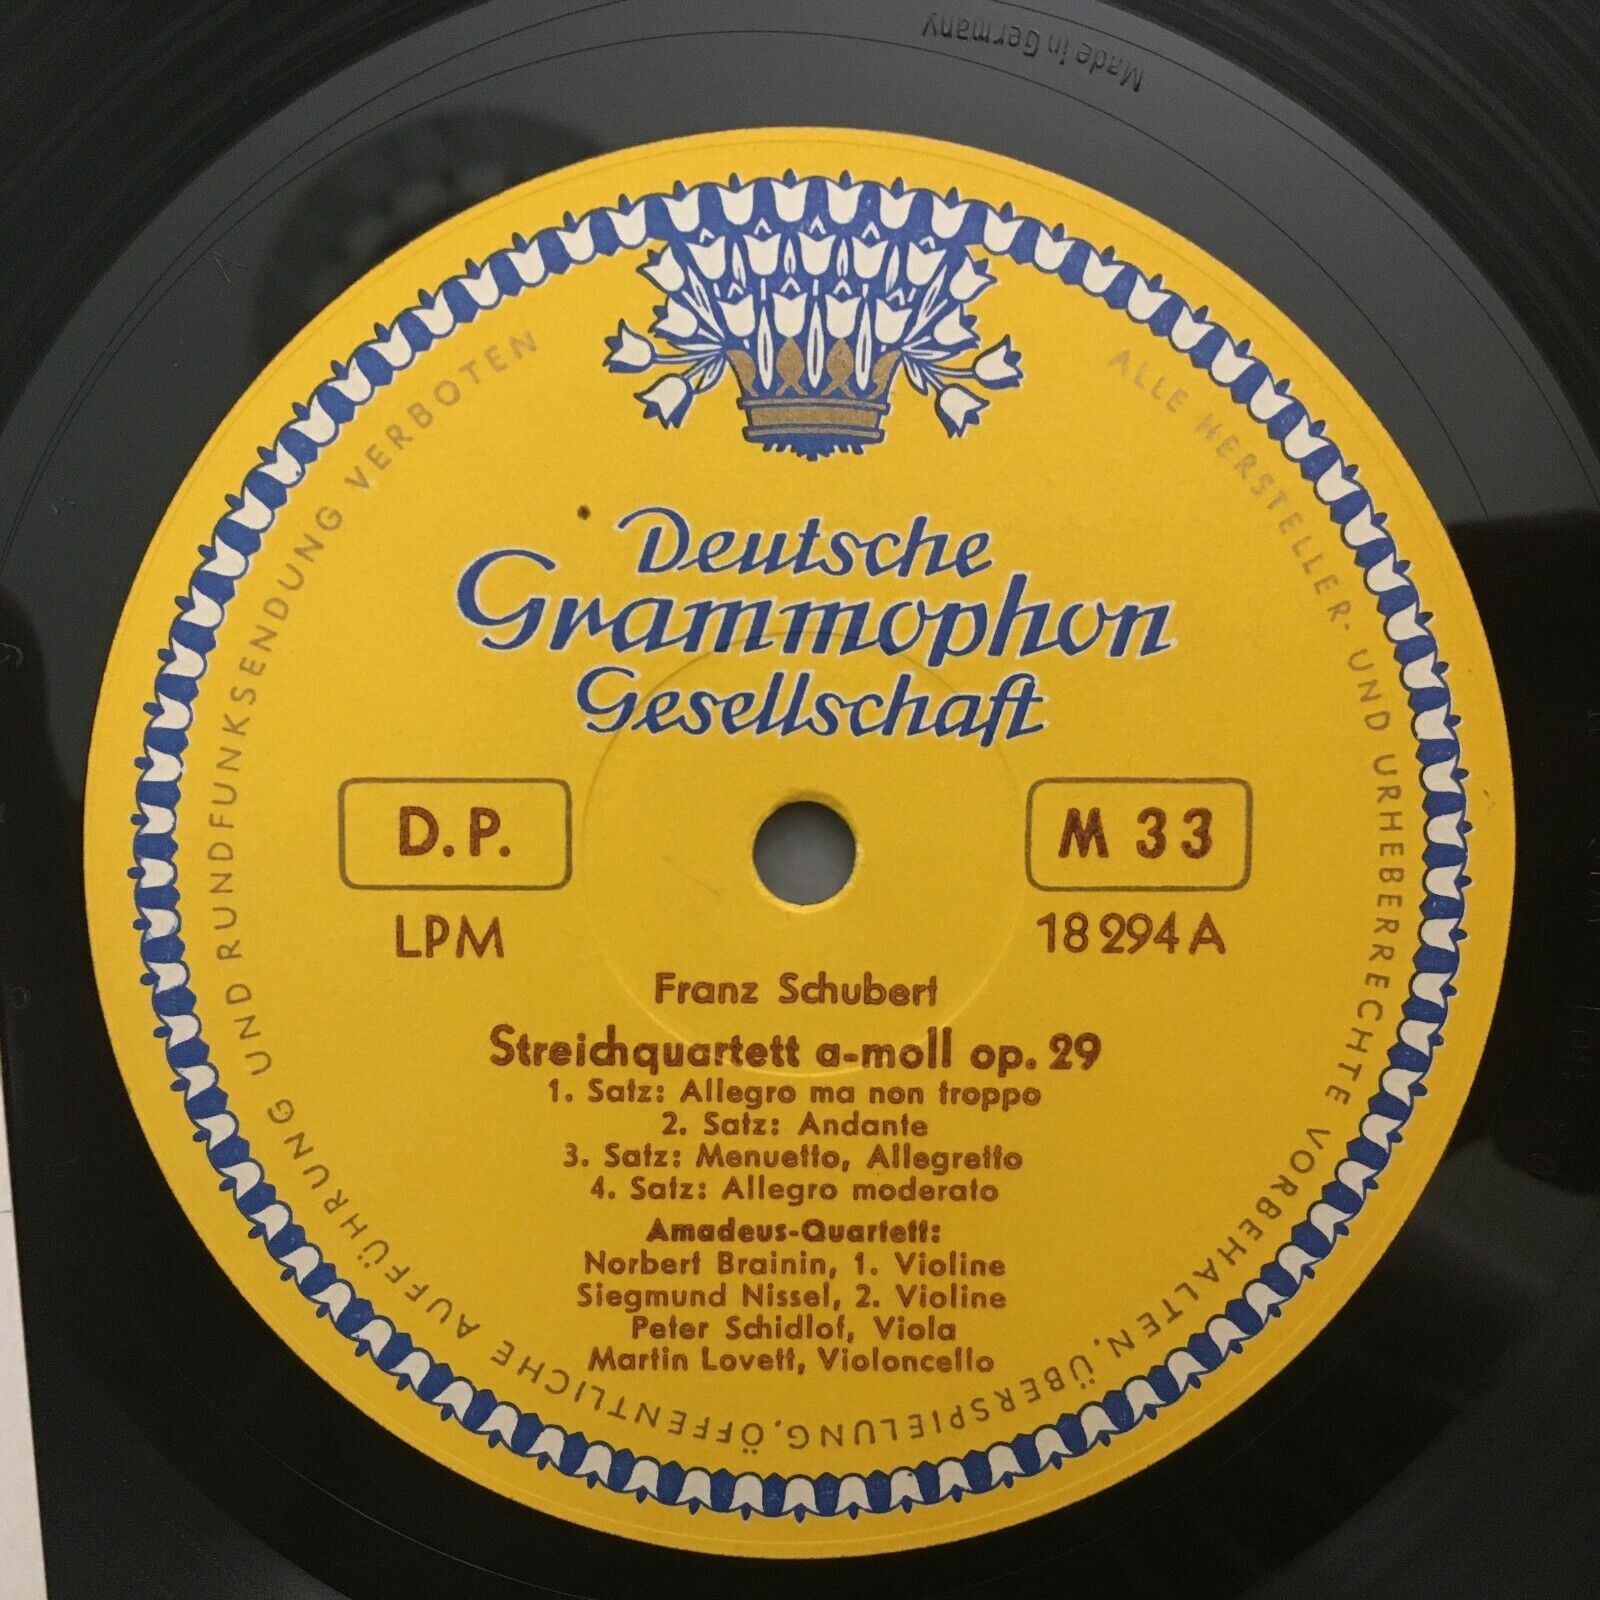 Made in Germany
Deutsche
Grammophon
Gesellschaft
D.P.
M 33
LPM
18 294 A
Franz Schubert
Streichquartett a-moll op. 29
1. Satz: Allegro ma non troppo
2. Satz: Andante
3. Satz: Menuetto, Allegretto
4. Satz: Allegro moderato
Amadeus-Quartett:
Norbert Brainin, 1. Violine
Siegmund Nissel, 2. Violine
Peter Schidlof, Viola
Martin Lovett, Violoncello
ALLE HERSTELLER- UND URHEBERRECHTE VORBEHALTEN. ÜBERSPIELUNG, ÖFFENTLICHE AUFFÜHRUNG UND RUNDFUNKSENDUNG VERBOTEN